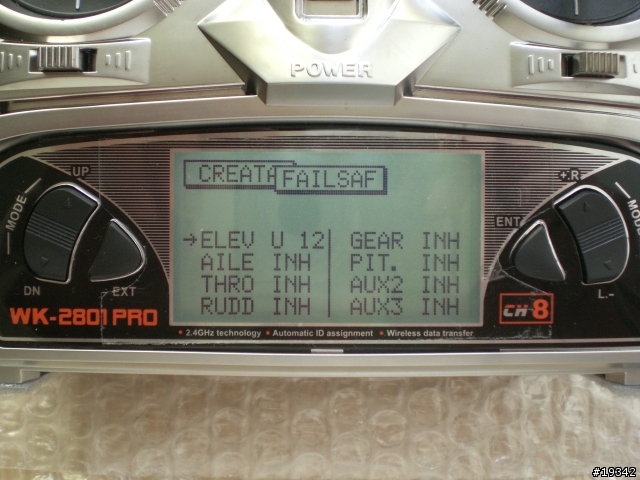 POWER
CREATA
FAILSAF
UP
MODE
DN
EXT
→ELEV U 12
AILE INH
THRO INH
RUDD INH
GEAR INH
PIT. INH
AUX2 INH
AUX3 INH
+.R
MODE
ENT
L.-
WK-2801 PRO
CH 8
• 2.4GHz technology • Automatic ID assignment • Wireless data transfer
#19342